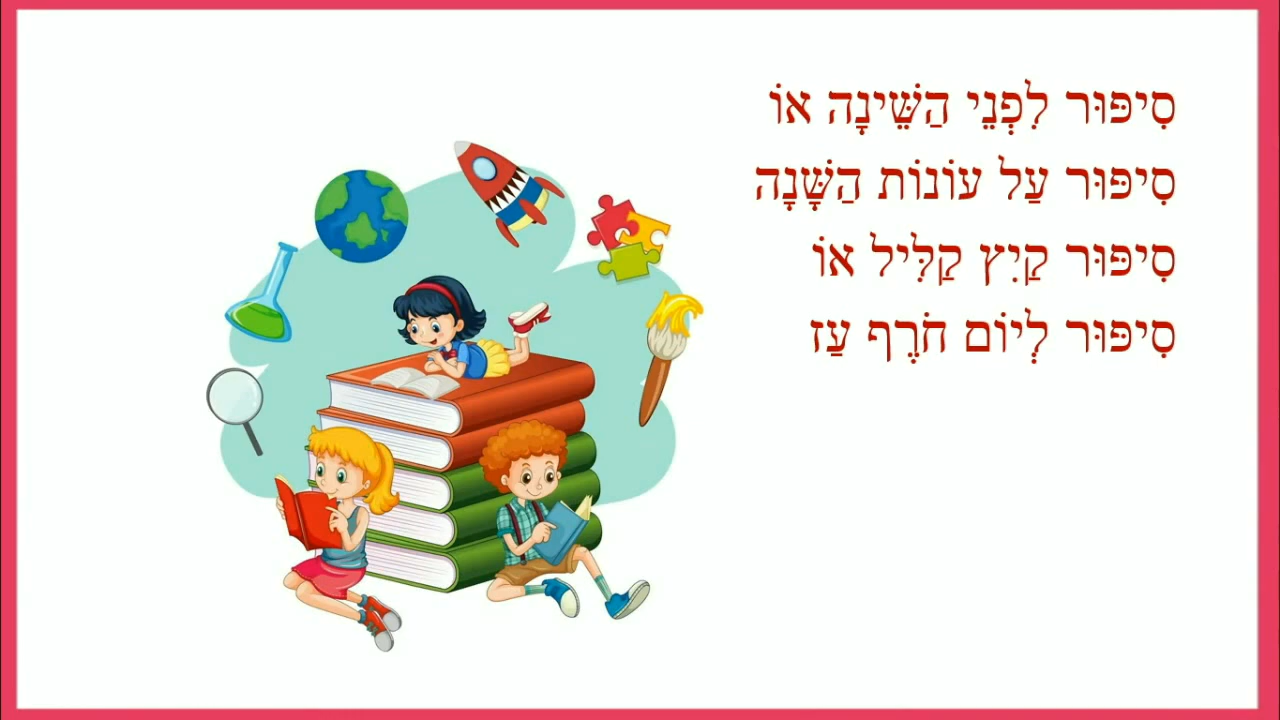 סִיפּוּר לִפְנֵי הַשֵּׁינָה אוֹ
סִיפּוּר עַל עוֹנוֹת הַשָּׁנָה
סִיפּוּר קַיִץ קַלִּיל אוֹ
סִיפּוּר לְיוֹם חֹרֶף עַז